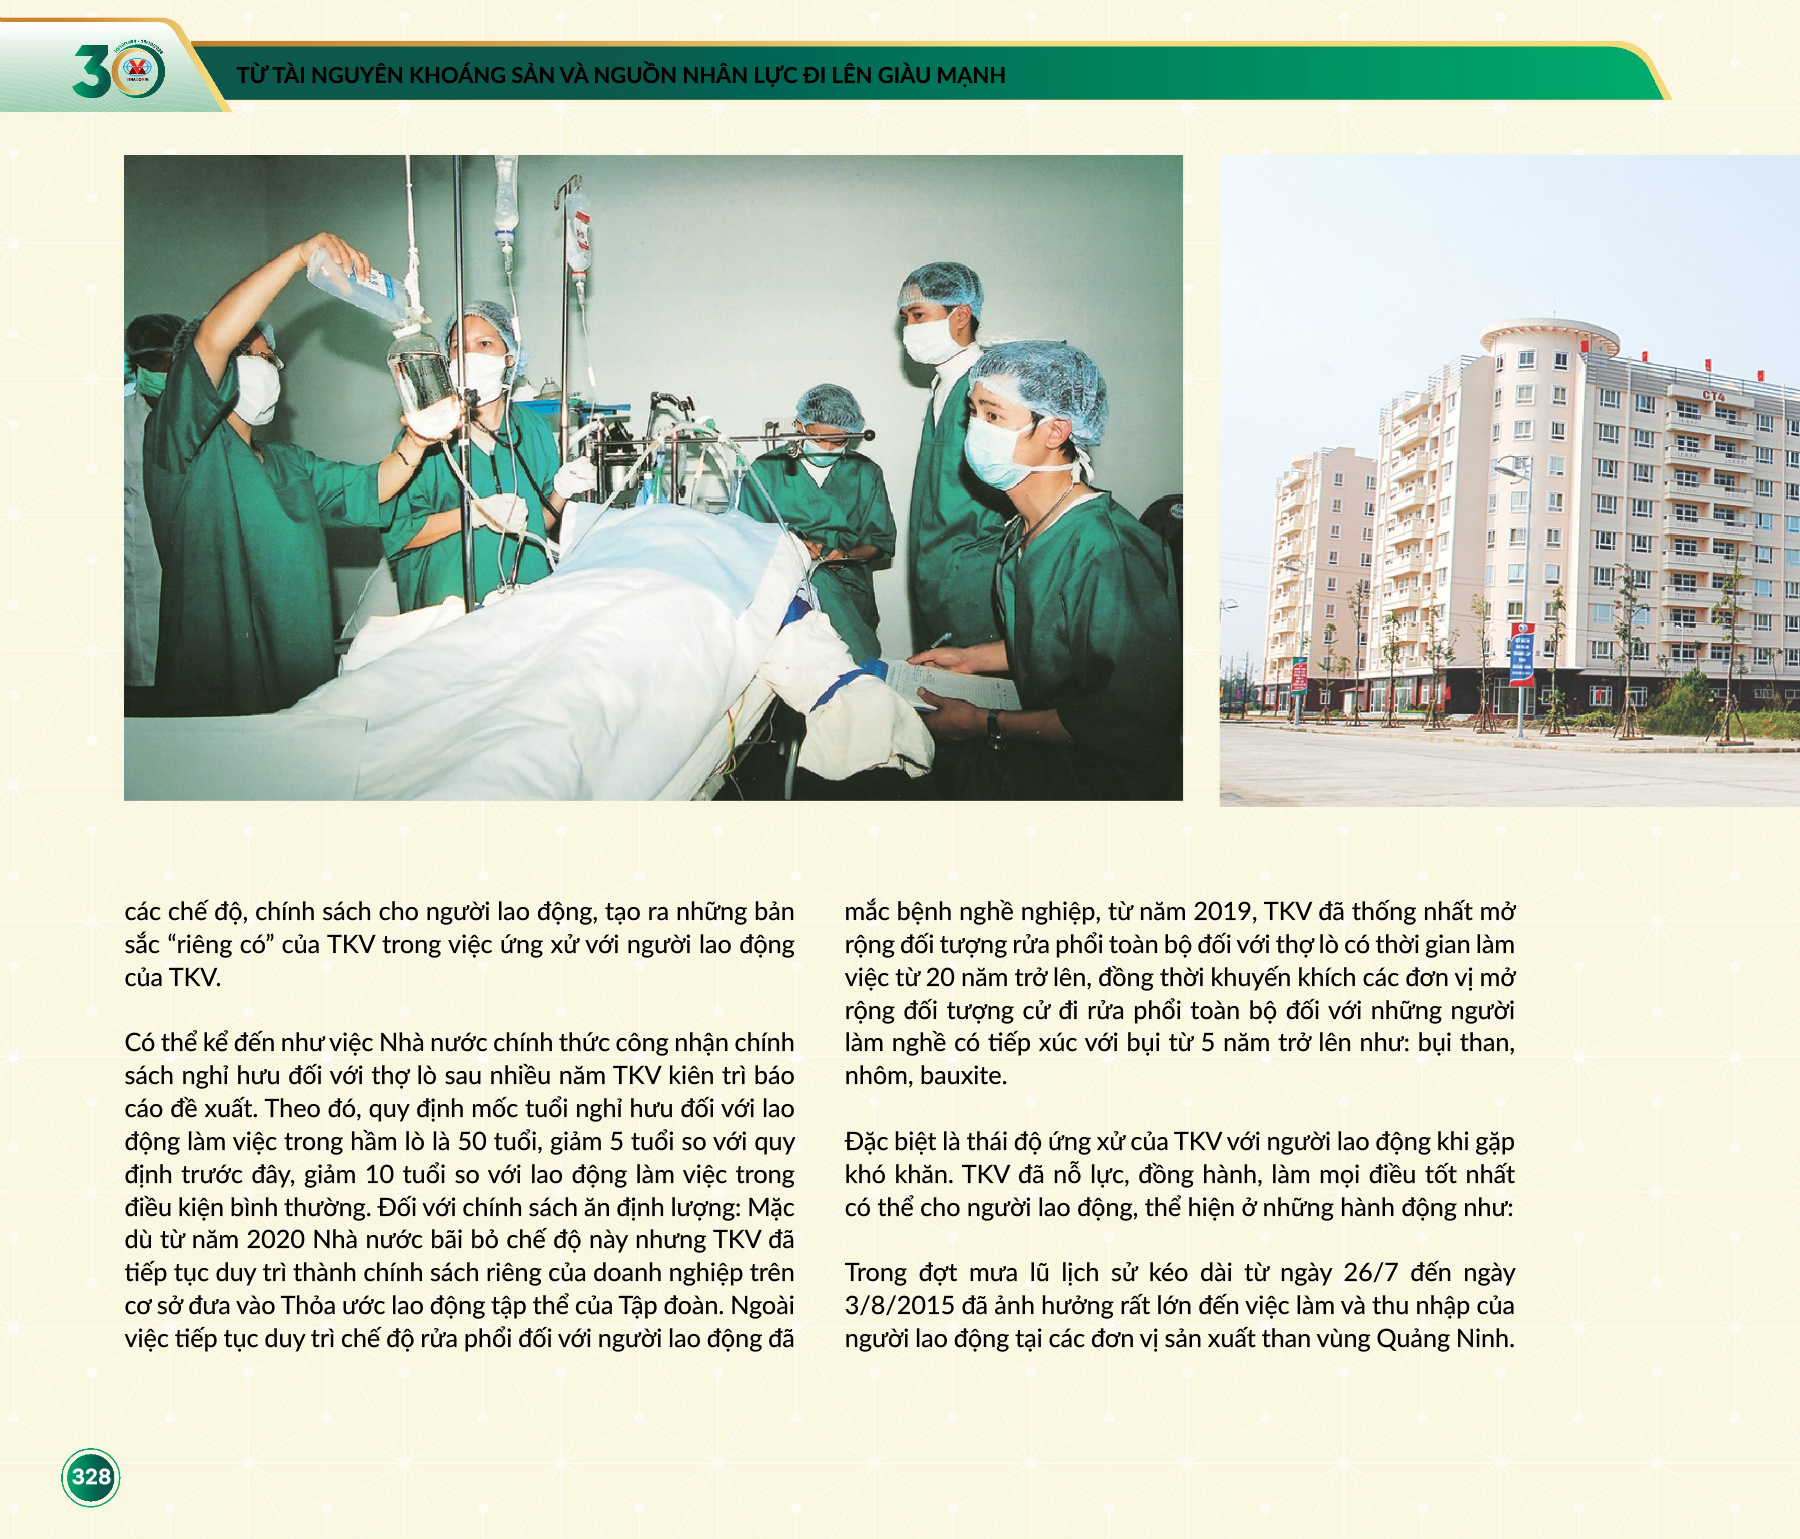 30
VINACOMIN
TỪ TÀI NGUYÊN KHOÁNG SẢN VÀ NGUỒN NHÂN LỰC ĐI LÊN GIÀU MẠNH
CT4
các chế độ, chính sách cho người lao động, tạo ra những bản
sắc “riêng có” của TKV trong việc ứng xử với người lao động
của TKV.
Có thể kể đến như việc Nhà nước chính thức công nhận chính
sách nghỉ hưu đối với thợ lò sau nhiều năm TKV kiên trì báo
cáo đề xuất. Theo đó, quy định mốc tuổi nghỉ hưu đối với lao
động làm việc trong hầm lò là 50 tuổi, giảm 5 tuổi so với quy
định trước đây, giảm 10 tuổi so với lao động làm việc trong
điều kiện bình thường. Đối với chính sách ăn định lượng: Mặc
dù từ năm 2020 Nhà nước bãi bỏ chế độ này nhưng TKV đã
tiếp tục duy trì thành chính sách riêng của doanh nghiệp trên
cơ sở đưa vào Thỏa ước lao động tập thể của Tập đoàn. Ngoài
việc tiếp tục duy trì chế độ rửa phổi đối với người lao động đã
mắc bệnh nghề nghiệp, từ năm 2019, TKV đã thống nhất mở
rộng đối tượng rửa phổi toàn bộ đối với thợ lò có thời gian làm
việc từ 20 năm trở lên, đồng thời khuyến khích các đơn vị mở
rộng đối tượng cử đi rửa phổi toàn bộ đối với những người
làm nghề có tiếp xúc với bụi từ 5 năm trở lên như: bụi than,
nhôm, bauxite.
Đặc biệt là thái độ ứng xử của TKV với người lao động khi gặp
khó khăn. TKV đã nỗ lực, đồng hành, làm mọi điều tốt nhất
có thể cho người lao động, thể hiện ở những hành động như:
Trong đợt mưa lũ lịch sử kéo dài từ ngày 26/7 đến ngày
3/8/2015 đã ảnh hưởng rất lớn đến việc làm và thu nhập của
người lao động tại các đơn vị sản xuất than vùng Quảng Ninh.
328